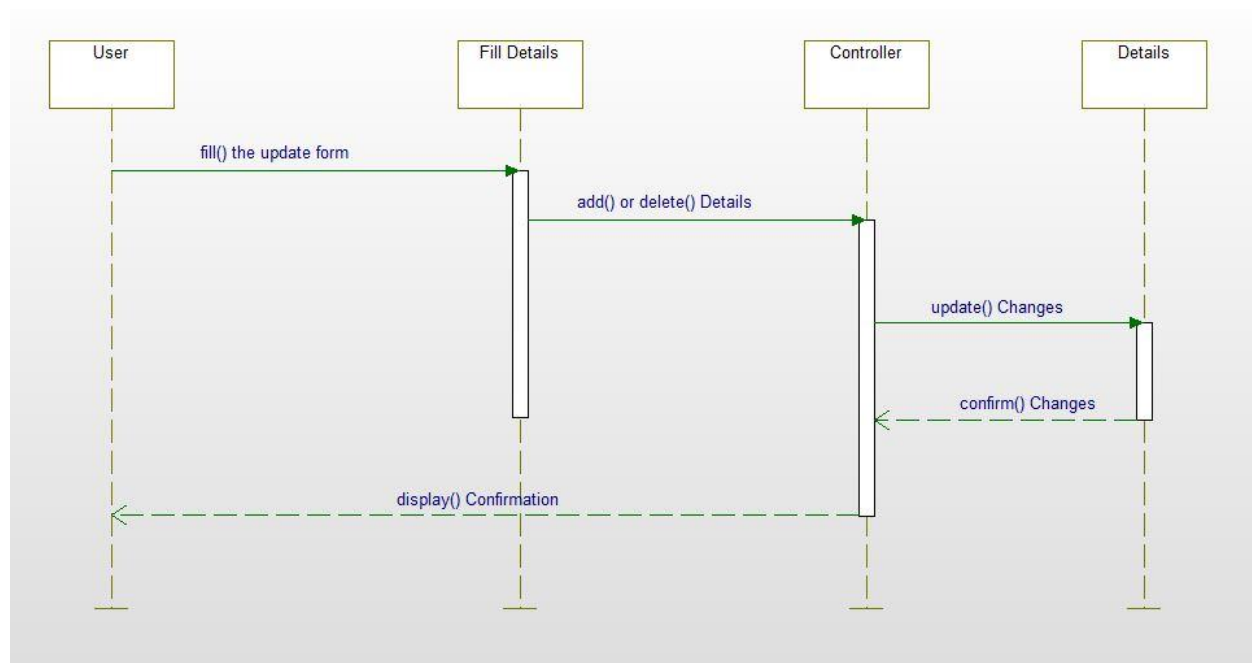 User
Fill Details
Controller
Details
fill() the update form
add() or delete() Details
update() Changes
confirm() Changes
display() Confirmation